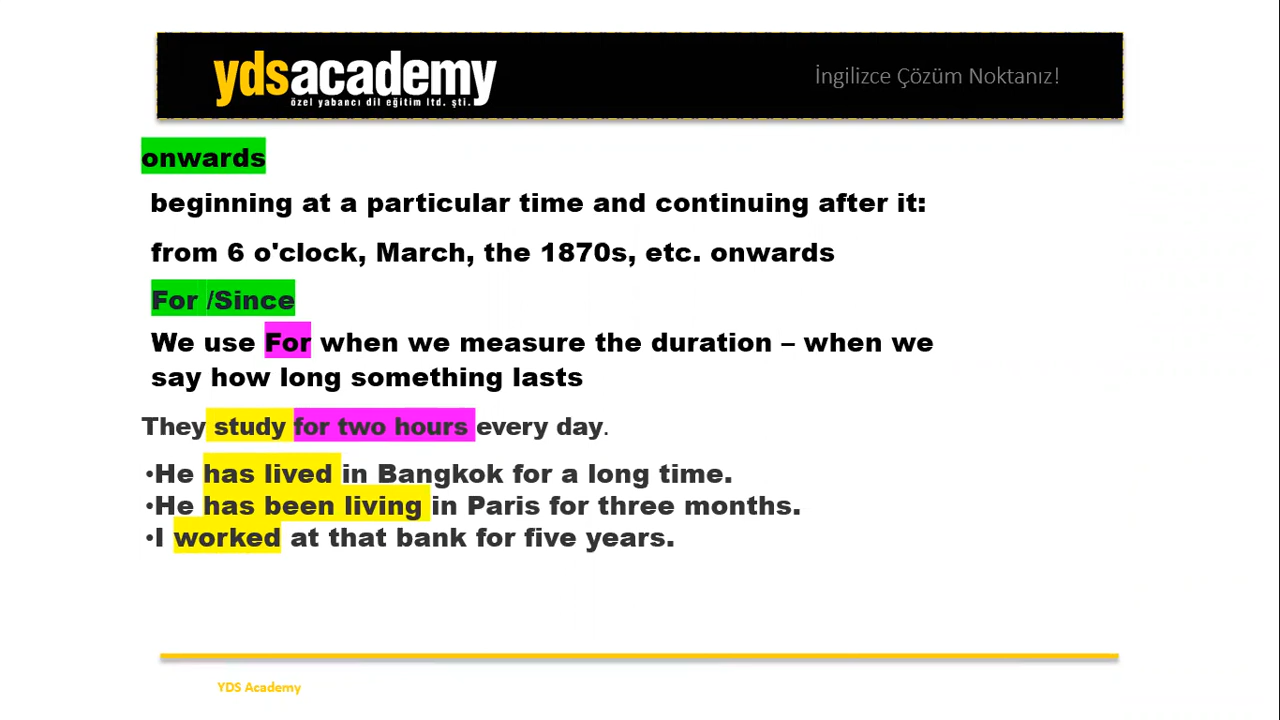 ydsacademy
özel yabancı dil eğitim ltd. şti.
İngilizce Çözüm Noktanız!
onwards
beginning at a particular time and continuing after it:
from 6 o'clock, March, the 1870s, etc. onwards
For /Since
We use For when we measure the duration – when we
say how long something lasts
They study for two hours every day.
•He has lived in Bangkok for a long time.
•He has been living in Paris for three months.
•I worked at that bank for five years.
YDS Academy